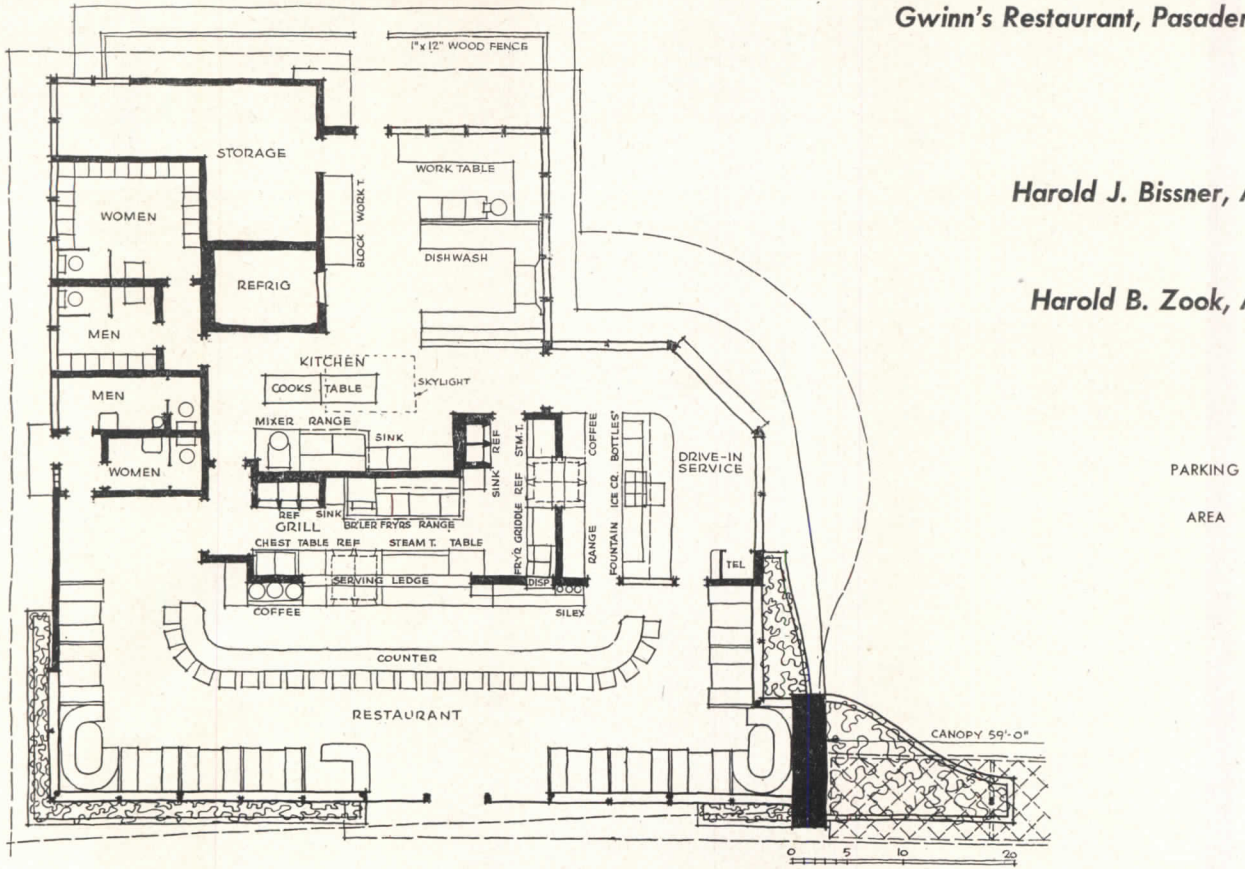 Gwinn's Restaurant, Pasaden
Harold J. Bissner, A
Harold B. Zook, A
1"x 12" WOOD FENCE
STORAGE
WORK TABLE
WOMEN
BLOCK WORK T.
DISHWASH
REFRIG
MEN
KITCHEN
COOKS TABLE
SKYLIGHT
MEN
MIXER RANGE
SINK
REF
SINK
STM.T.
REF
GRIDDLE
FRY'R
COFFEE
RANGE
BOTTLES'
ICE CR.
FOUNTAIN
DRIVE-IN
SERVICE
PARKING
AREA
WOMEN
REF SINK
GRILL
BR'LER FRYRS RANGE
CHEST TABLE REF STEAM T. TABLE
SERVING LEDGE
DISP
TEL
COFFEE
SILEX
COUNTER
RESTAURANT
CANOPY 59'-0"
0 5 10 20